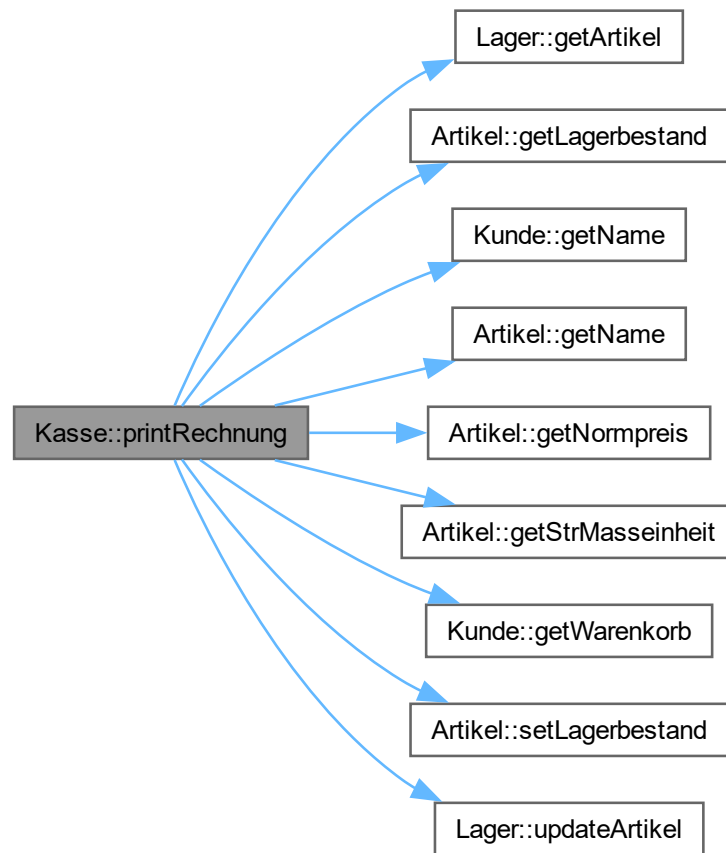 Lager::getArtikel
Artikel::getLagerbestand
Kunde::getName
Artikel::getName
Kasse::printRechnung
Artikel::getNormpreis
Artikel::getStrMasseinheit
Kunde::getWarenkorb
Artikel::setLagerbestand
Lager::updateArtikel